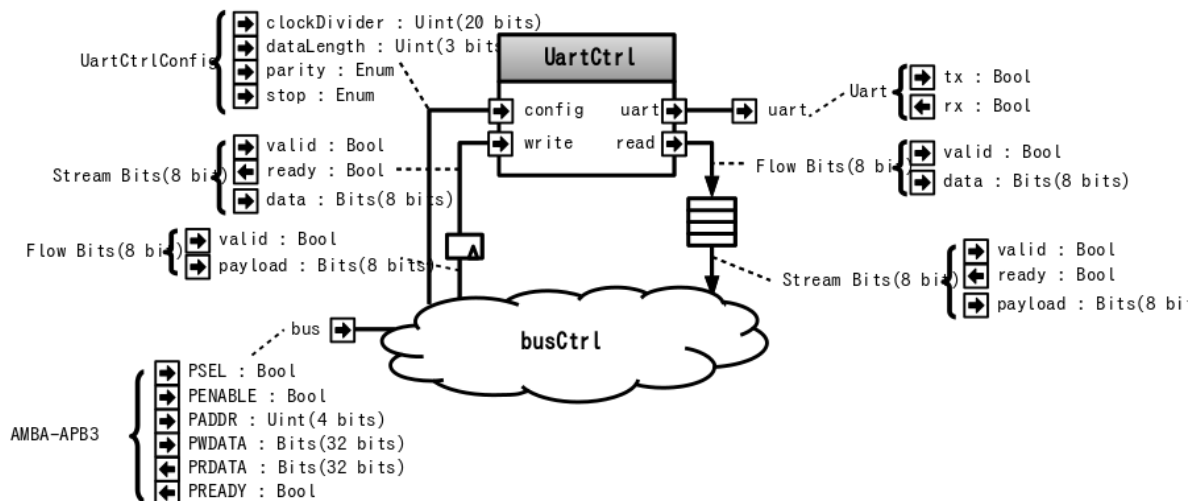 clockDivider : Uint(20 bits)
dataLength : Uint(3 bits
UartCtrlConfig
parity : Enum
stop : Enum
UartCtrl
config
uart
write
read
uart
Uart
tx : Bool
rx : Bool
Stream Bits(8 bit)
valid : Bool
ready : Bool
data : Bits(8 bits)
Flow Bits(8 bit)
valid : Bool
data : Bits(8 bits)
Flow Bits(8 bit)
valid : Bool
payload : Bits(8 bits)
Stream Bits(8 bit)
valid : Bool
ready : Bool
payload : Bits(8 bit
bus
busCtrl
AMBA-APB3
PSEL : Bool
PENABLE : Bool
PADDR : Uint(4 bits)
PWDATA : Bits(32 bits)
PRDATA : Bits(32 bits)
PREADY : Bool